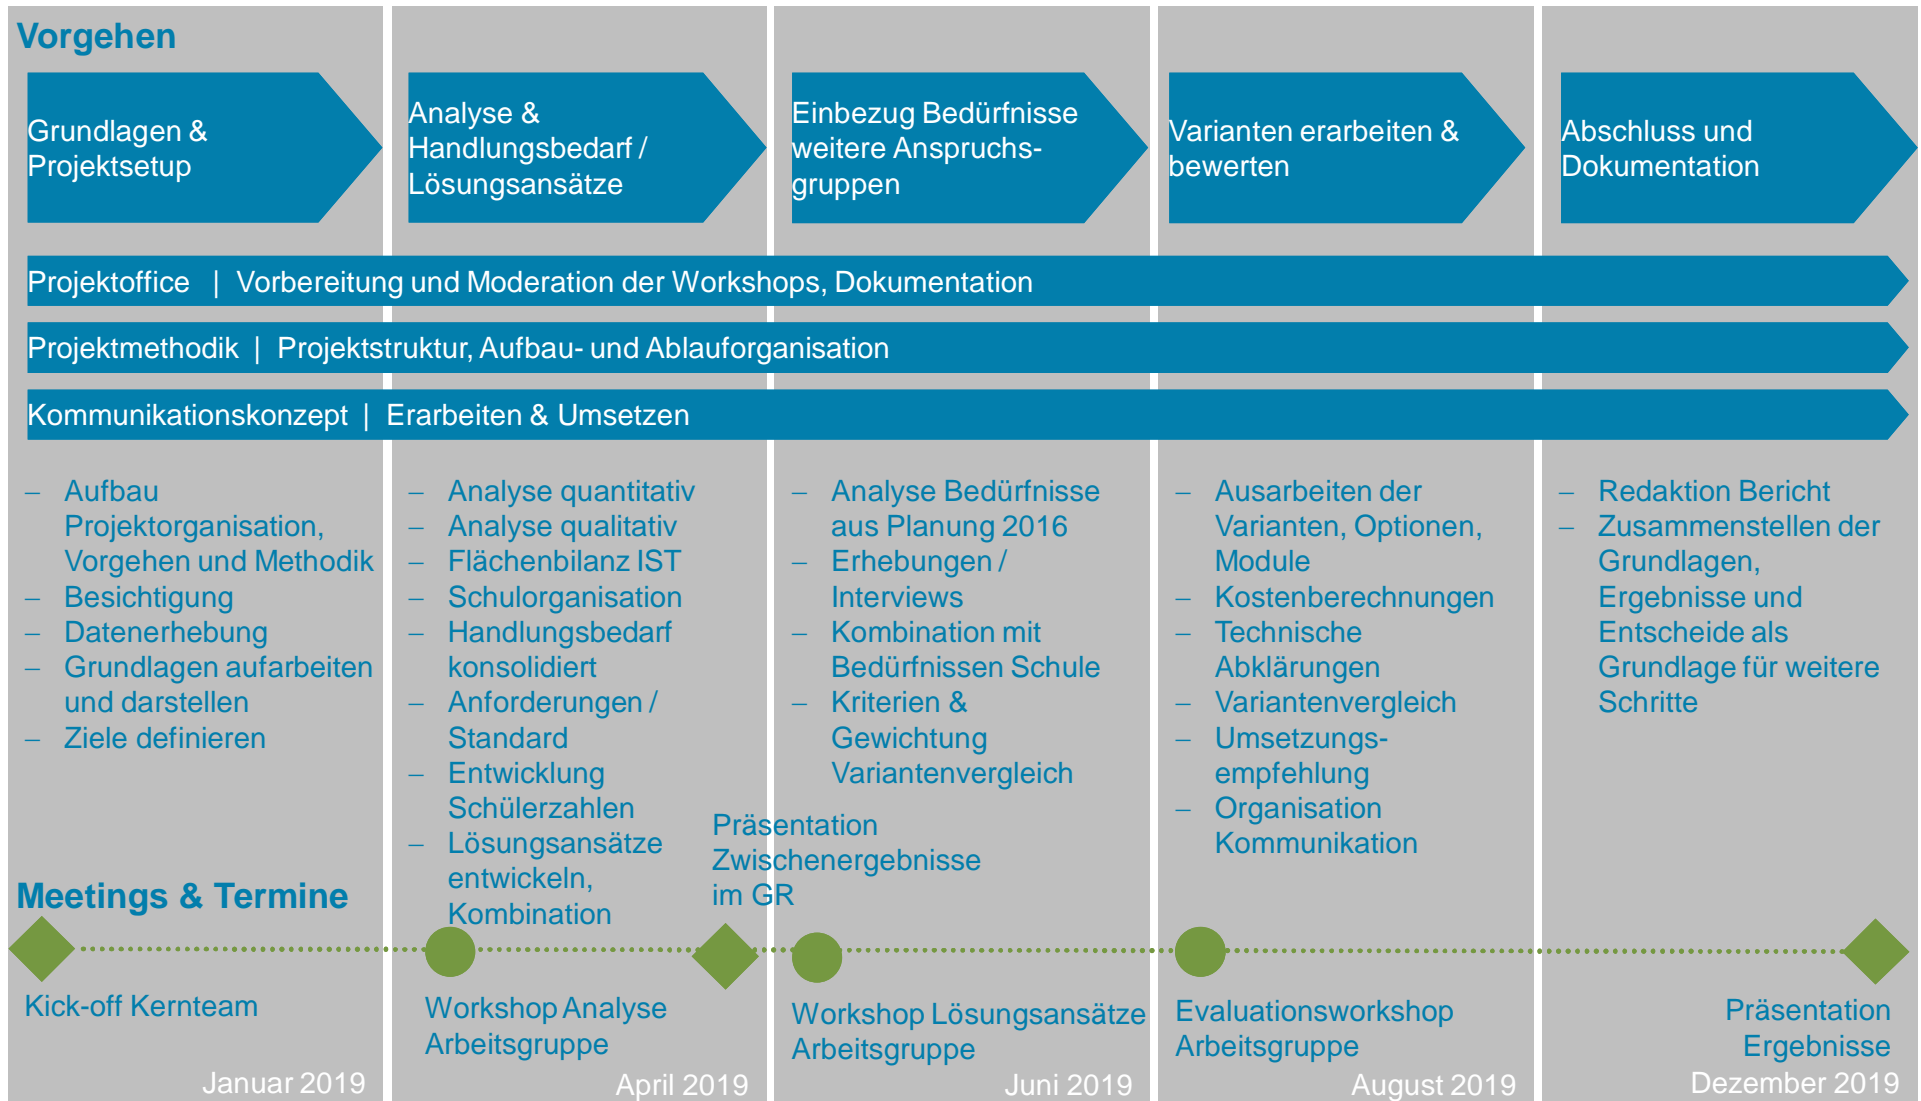 Vorgehen
Grundlagen &
Projektsetup
Analyse &
Handlungsbedarf /
Lösungsansätze
Einbezug Bedürfnisse
weitere Anspruchs-
gruppen
Varianten erarbeiten &
bewerten
Abschluss und
Dokumentation
Projektoffice | Vorbereitung und Moderation der Workshops, Dokumentation
Projektmethodik | Projektstruktur, Aufbau- und Ablauforganisation
Kommunikationskonzept | Erarbeiten & Umsetzen
– Aufbau
Projektorganisation,
Vorgehen und Methodik
– Besichtigung
– Datenerhebung
– Grundlagen aufarbeiten
und darstellen
– Ziele definieren
– Analyse quantitativ
– Analyse qualitativ
– Flächenbilanz IST
– Schulorganisation
– Handlungsbedarf
konsolidiert
– Anforderungen /
Standard
– Entwicklung
Schülerzahlen
– Lösungsansätze
entwickeln,
Kombination
– Analyse Bedürfnisse
aus Planung 2016
– Erhebungen /
Interviews
– Kombination mit
Bedürfnissen Schule
– Kriterien &
Gewichtung
Variantenvergleich
– Ausarbeiten der
Varianten, Optionen,
Module
– Kostenberechnungen
– Technische
Abklärungen
– Variantenvergleich
– Umsetzungs-
empfehlung
– Organisation
Kommunikation
– Redaktion Bericht
– Zusammenstellen der
Grundlagen,
Ergebnisse und
Entscheide als
Grundlage für weitere
Schritte
Präsentation
Zwischenergebnisse
im GR
Meetings & Termine
Kick-off Kernteam
Workshop Analyse
Arbeitsgruppe
Workshop Lösungsansätze
Arbeitsgruppe
Evaluationsworkshop
Arbeitsgruppe
Präsentation
Ergebnisse
Januar 2019
April 2019
Juni 2019
August 2019
Dezember 2019